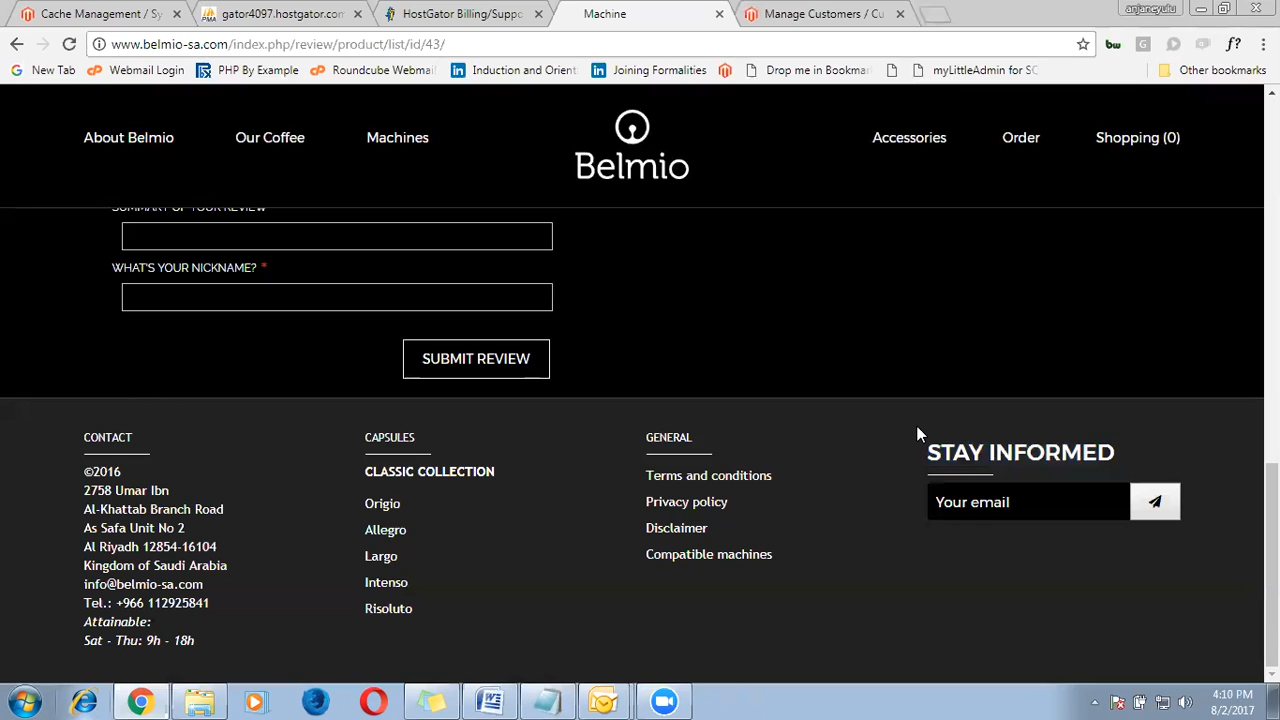 Cache Management / Sy
gator4097.hostgator.com
HostGator Billing/Suppo
Machine
Manage Customers / Cu
anjaneyulu
www.belmio-sa.com/index.php/review/product/list/id/43/
New Tab
Webmail Login
PHP By Example
Roundcube Webmai
Induction and Orient
Joining Formalities
Drop me in Bookmar
myLittleAdmin for SC
Other bookmarks
About Belmio
Our Coffee
Machines
Belmio
Accessories
Order
Shopping (0)
SUMMARY OF YOUR REVIEW
WHAT'S YOUR NICKNAME? *
SUBMIT REVIEW
CONTACT
©2016
2758 Umar Ibn
Al-Khattab Branch Road
As Safa Unit No 2
Al Riyadh 12854-16104
Kingdom of Saudi Arabia
info@belmio-sa.com
Tel.: +966 112925841
Attainable:
Sat - Thu: 9h - 18h
CAPSULES
CLASSIC COLLECTION
Origio
Allegro
Largo
Intenso
Risoluto
GENERAL
Terms and conditions
Privacy policy
Disclaimer
Compatible machines
STAY INFORMED
Your email
4:10 PM
8/2/2017